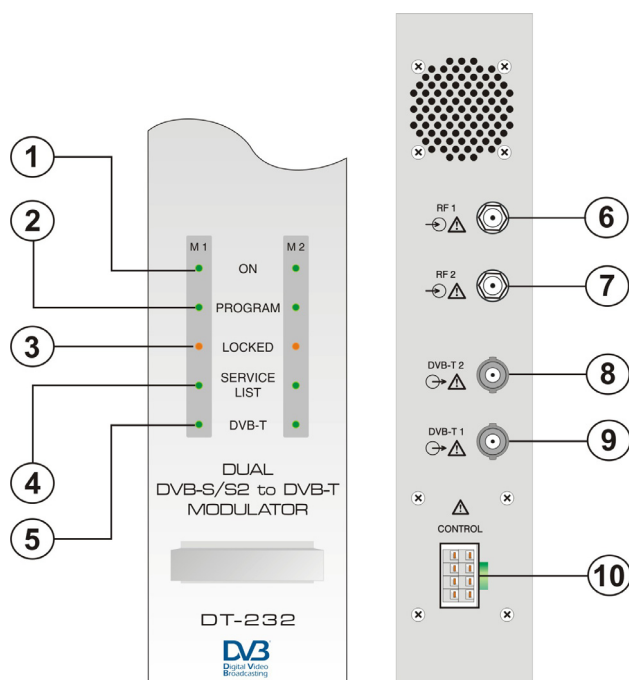 1
2
3
4
5
M 1
M 2
ON
PROGRAM
LOCKED
SERVICE
LIST
DVB-T
DUAL
DVB-S/S2 to DVB-T
MODULATOR
DT-232
DVB
Digital Video
Broadcasting
RF 1
6
RF 2
7
DVB-T 2
8
DVB-T 1
9
CONTROL
10